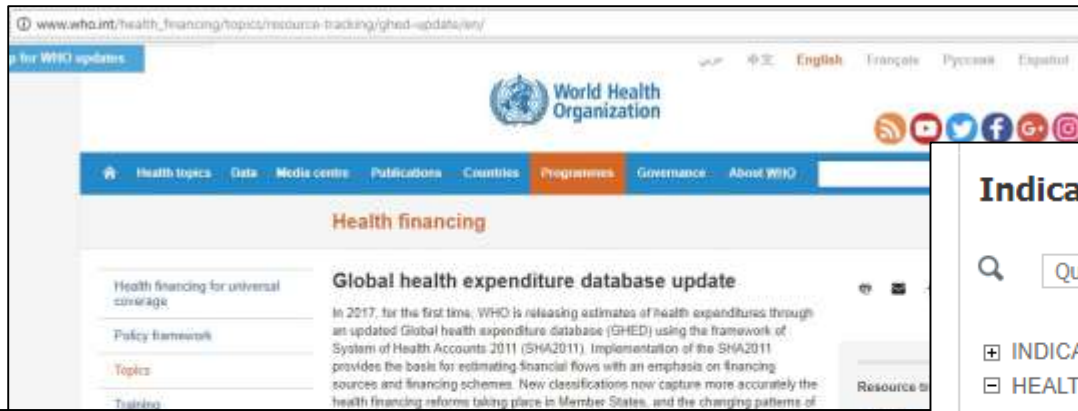 www.who.int/health_financing/topics/resource-tracking/ghed-update/en/
p for WHO updates
عربي 中文 English Français Русский Español
World Health
Organization
Health topics Data Media centre Publications Countries Programmes Governance About WHO
Health financing
Health financing for universal
coverage
Policy framework
Topics
Training
Global health expenditure database update
In 2017, for the first time, WHO is releasing estimates of health expenditures through
an updated Global health expenditure database (GHED) using the framework of
System of Health Accounts 2011 (SHA2011). Implementation of the SHA2011
provides the basis for estimating financial flows with an emphasis on financing
sources and financing schemes. New classifications now capture more accurately the
health financing reforms taking place in Member States, and the changing patterns of
Resource
Indica
Qu
INDICA
HEALT